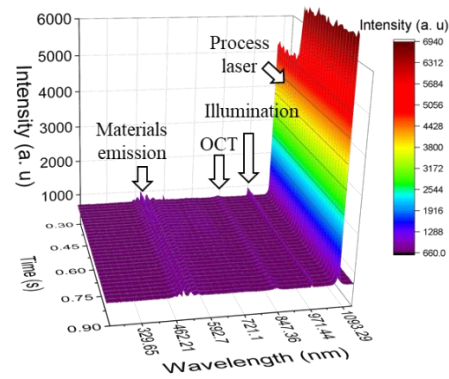 6000
5000
4000
3000
2000
1000
Intensity (a. u)
Process
laser
Illumination
OCT
Materials
emission
Intensity (a. u)
6940
6312
5684
5056
4428
3800
3172
2544
1916
1288
660.0
0.30
0.45
0.60
0.75
0.90
Time(s)
329.65
462.21
592.7
721.1
847.36
971.44
1093.29
Wavelength (nm)